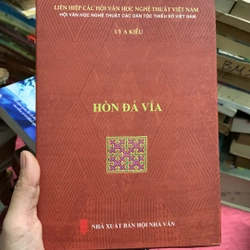 LIÊN HIỆP CÁC HỘI VĂN HỌC NGHỆ THUẬT VIỆT NAM
HỘI VĂN HỌC NGHỆ THUẬT CÁC DÂN TỘC THIỂU SỐ VIỆT NAM
LÝ A KIỀU
HÒN ĐÁ VÍA
NHÀ XUẤT BẢN HỘI NHÀ VĂN